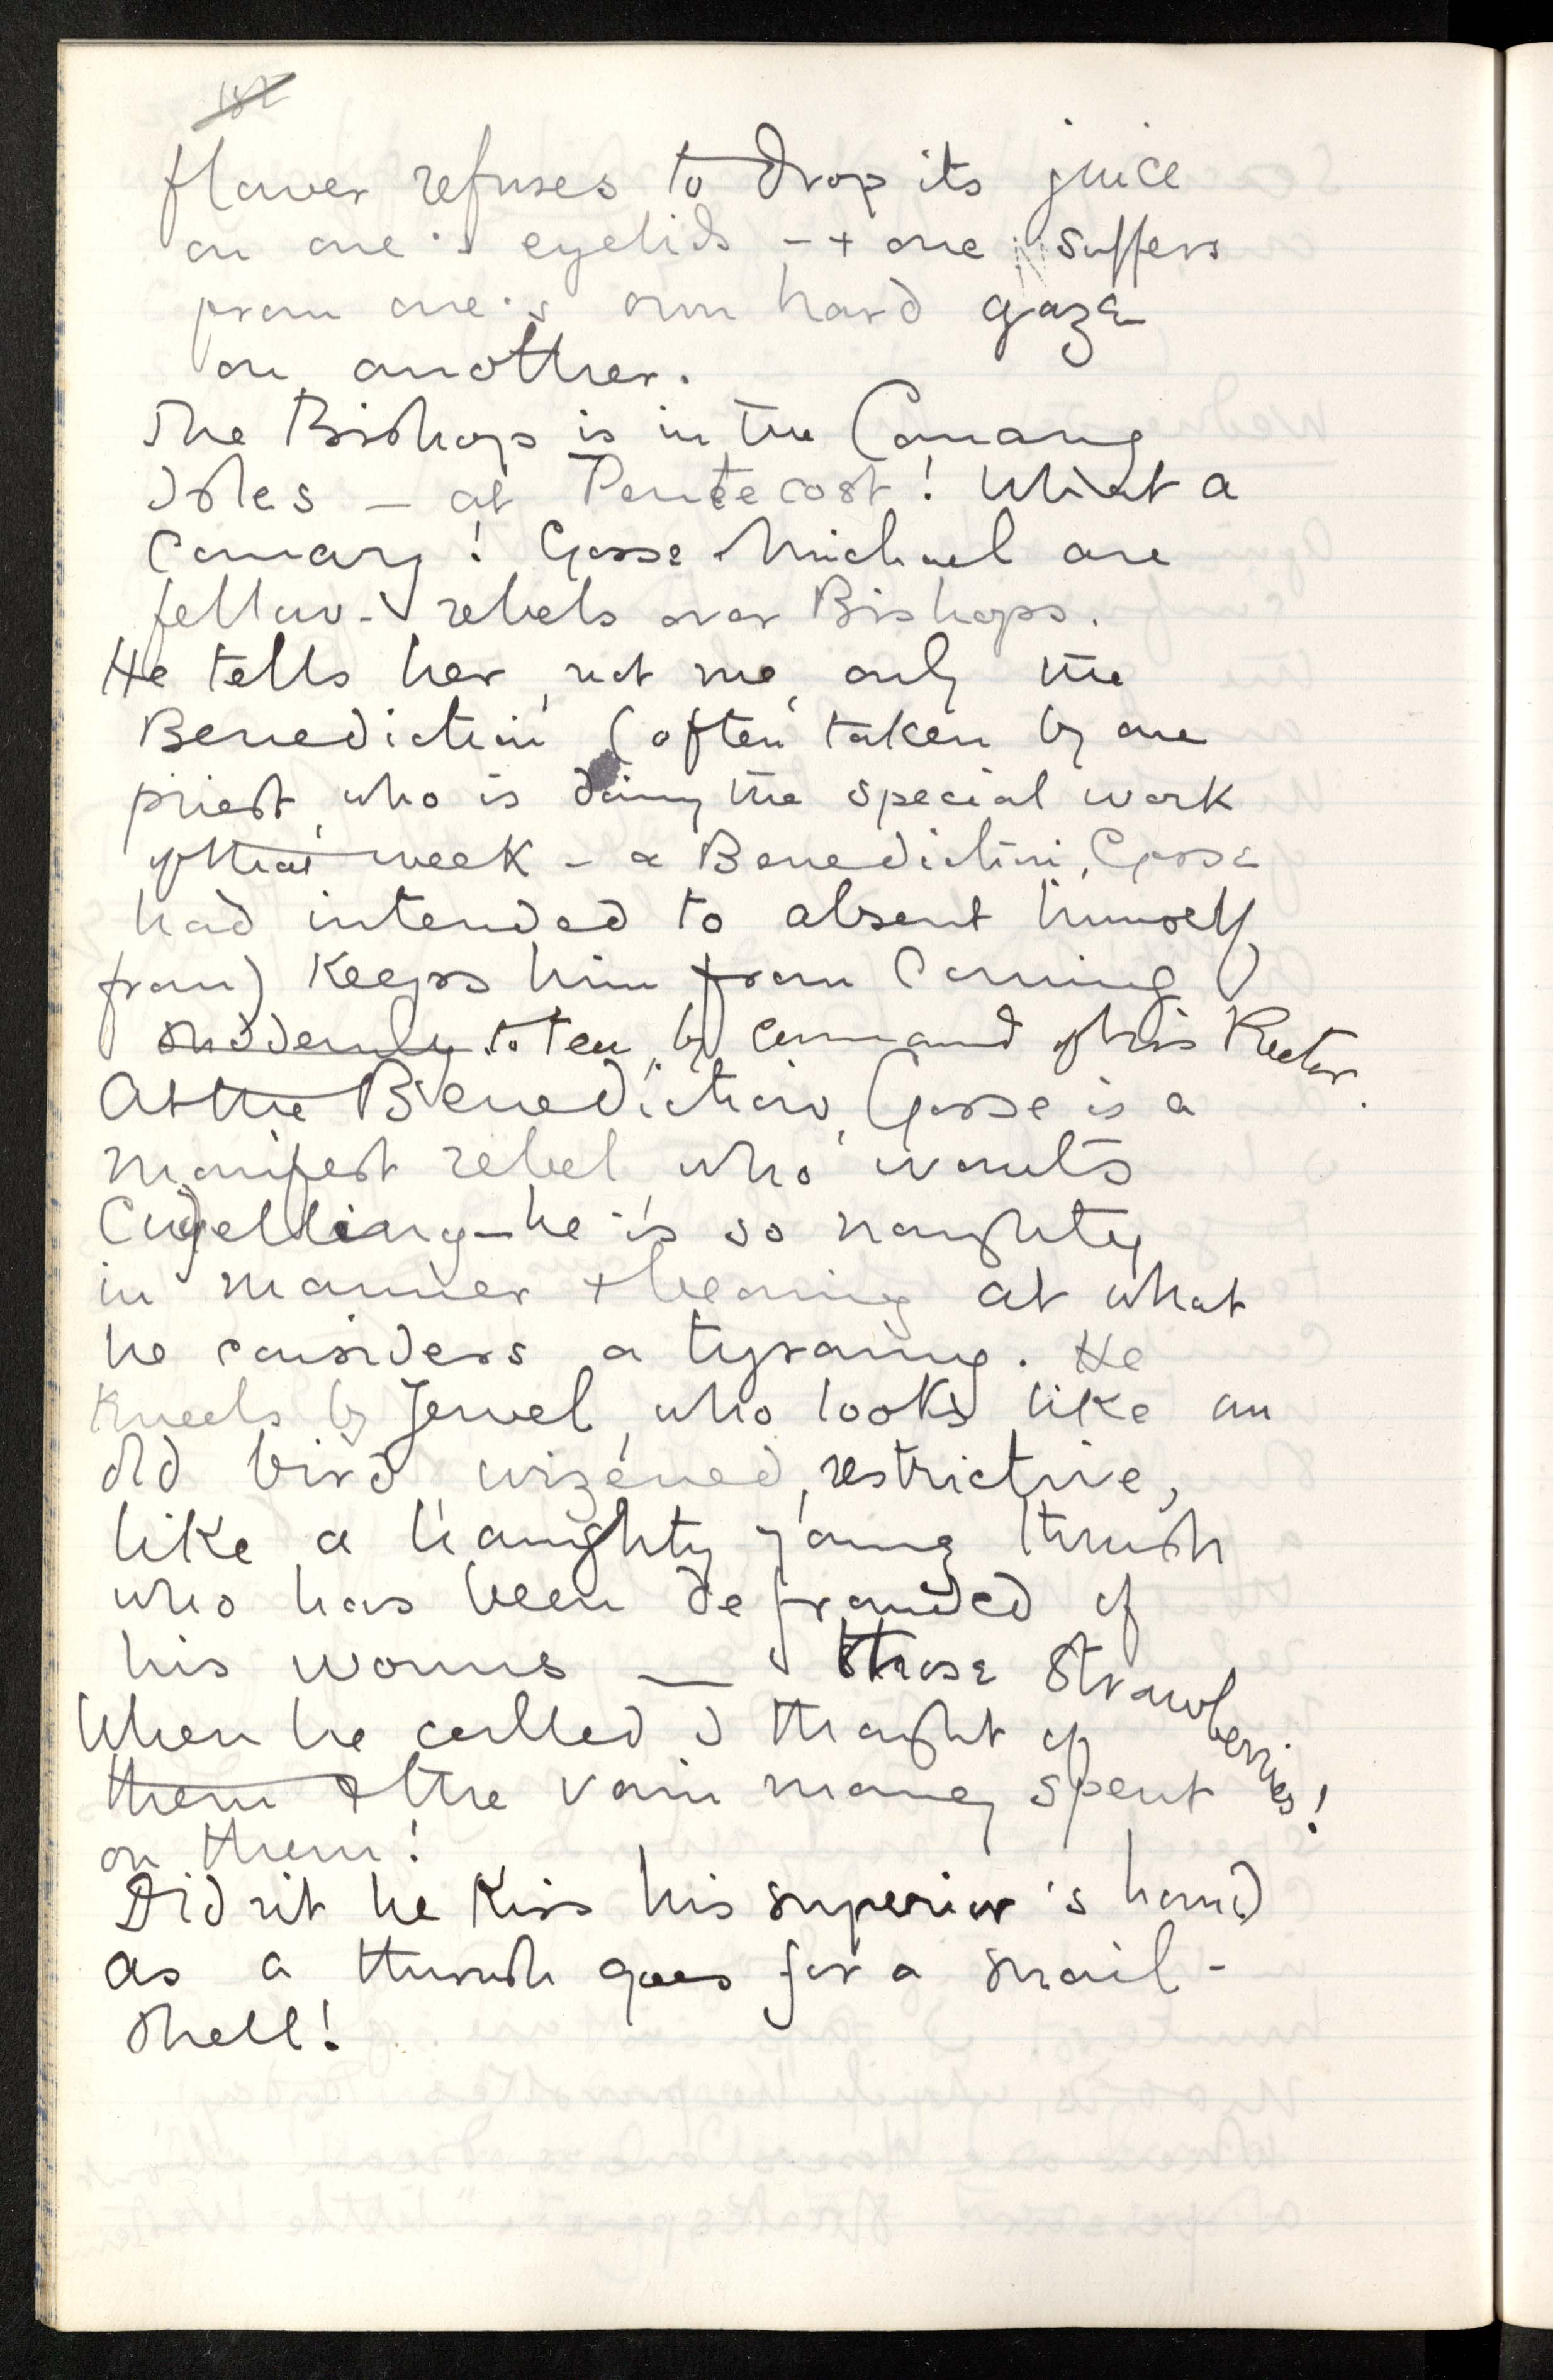 flower refuses to drop its juice
on one's eyelids - + one suffers
from one's own hard gaze
on another.
The Bishop is in the Canary
Isles - at Pentecost! What a
Canary! Gosse & Michael are
fellow-rebels over Bishops.
He tells her, not me, only the
Benediction (often taken by one
priest, who is doing the special work
of that week - a Benediction, Gosse
had intended to absent himself
from) keeps him from coming
suddenly to tea, by command of his Rector.
At the Benediction, Gosse is a
manifest rebel who wants
Cudgelling - he is so naughty
in manner & bearing at what
he considers a tyranny. He
kneels by Jewel, who looks like an
old bird wizened, restrictive,
like a haughty young thrush
who has been defrauded of
his worms — those strawberries!
When he called I thought of
them & the vain money spent
on them!
Didn't he kiss his superior's hand
as a thrush goes for a snail-
shell!